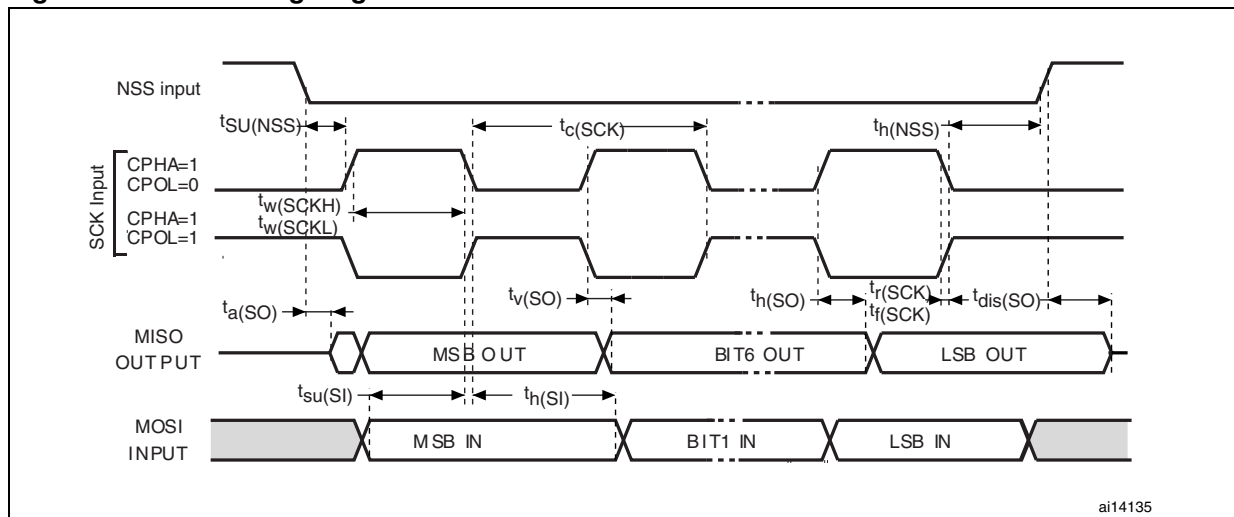 NSS input
tSU(NSS)
tc(SCK)
th(NSS)
SCK Input
CPHA=1
CPOL=0
tw(SCKH)
tw(SCKL)
CPHA=1
CPOL=1
tv(SO)
th(SO)
tr(SCK)
tf(SCK)
tdis(SO)
ta(SO)
MISO
OUTPUT
MSB OUT
BIT6 OUT
LSB OUT
tsu(SI)
th(SI)
MOSI
INPUT
MSB IN
BIT1 IN
LSB IN
ai14135